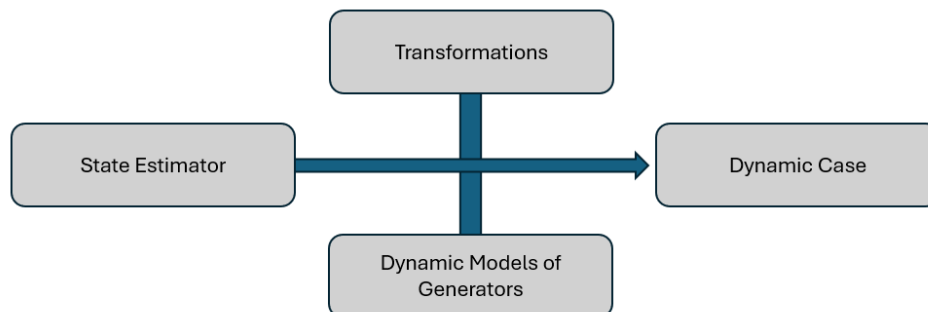 Transformations
State Estimator
Dynamic Case
Dynamic Models of
Generators